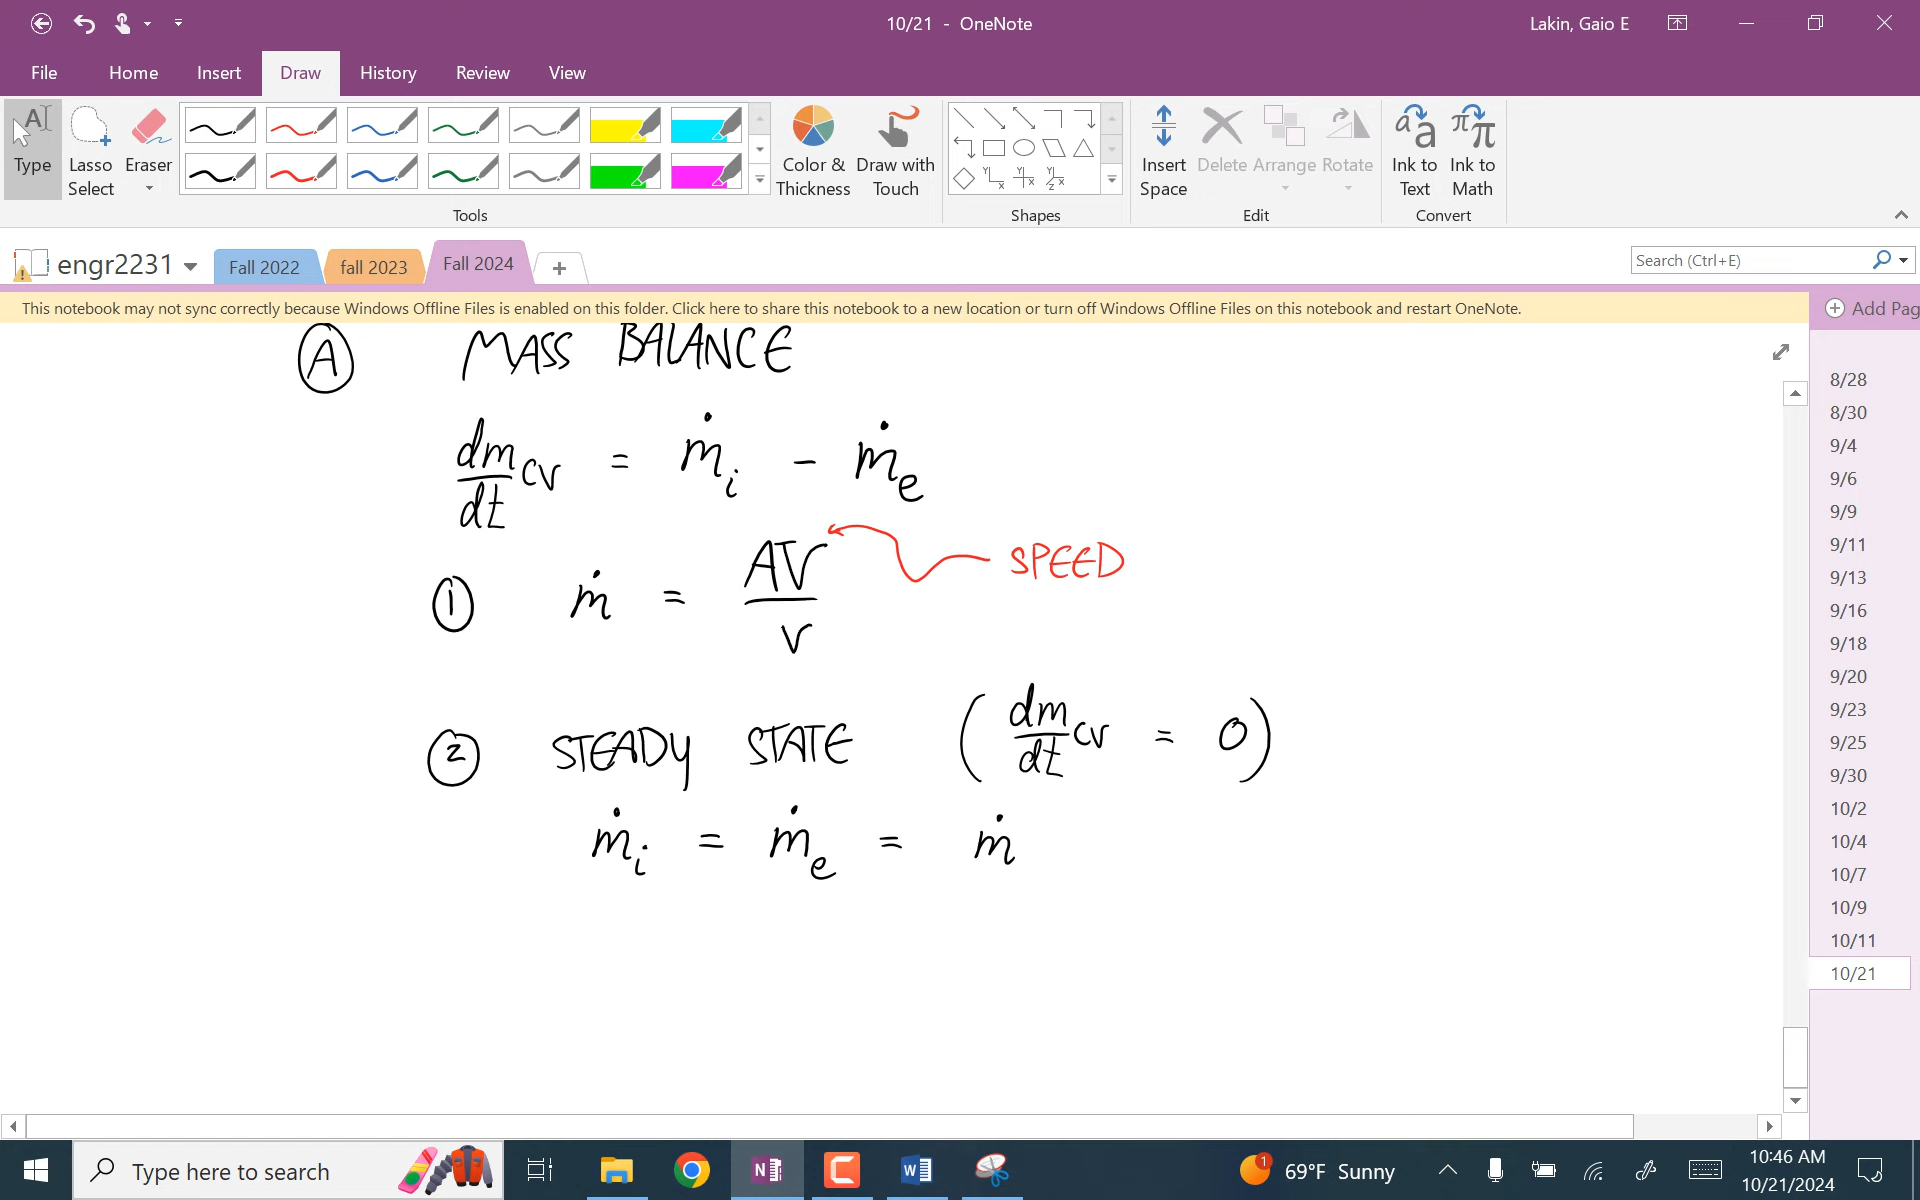 10/21 - OneNote
Lakin, Gaio E
File Home Insert Draw History Review View
Type
Lasso Select
Eraser
Color & Thickness
Draw with Touch
Insert Space
Delete
Arrange
Rotate
Ink to Text
Ink to Math
Tools
Shapes
Edit
Convert
engr2231
Fall 2022
fall 2023
Fall 2024
Search (Ctrl+E)
This notebook may not sync correctly because Windows Offline Files is enabled on this folder. Click here to share this notebook to a new location or turn off Windows Offline Files on this notebook and restart OneNote.
Add Pag
Ⓐ MASS BALANCE
dm/dt cv = ṁi - ṁe
① ṁ = AV/v
SPEED
② STEADY STATE (dm/dt cv = 0)
ṁi = ṁe = ṁ
8/28
8/30
9/4
9/6
9/9
9/11
9/13
9/16
9/18
9/20
9/23
9/25
9/30
10/2
10/4
10/7
10/9
10/11
10/21
Type here to search
1
69°F Sunny
10:46 AM
10/21/2024